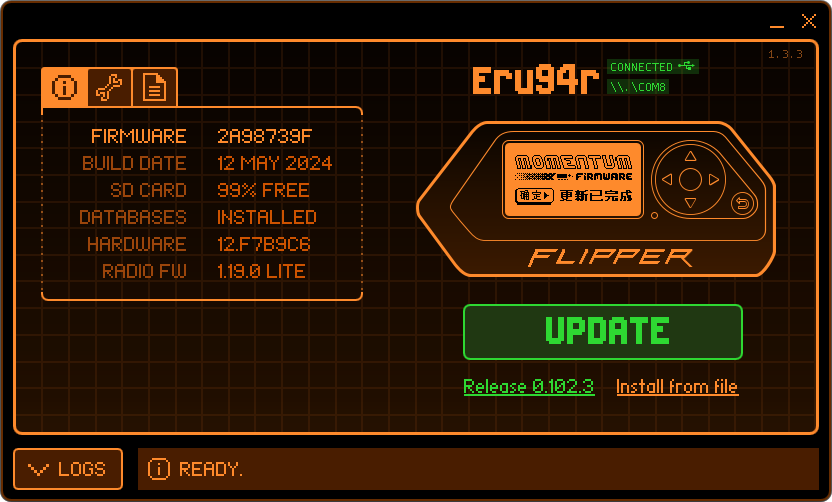 1.3.3
Eru94r
CONNECTED
\\.\COM8
FIRMWARE 2A98739F
BUILD DATE 12 MAY 2024
SD CARD 99% FREE
DATABASES INSTALLED
HARDWARE 12.F7B9C6
RADIO FW 1.19.0 LITE
MOMENTUM
FIRMWARE
确定 更新已完成
FLIPPER
UPDATE
Release 0.102.3 Install from file
LOGS
READY.